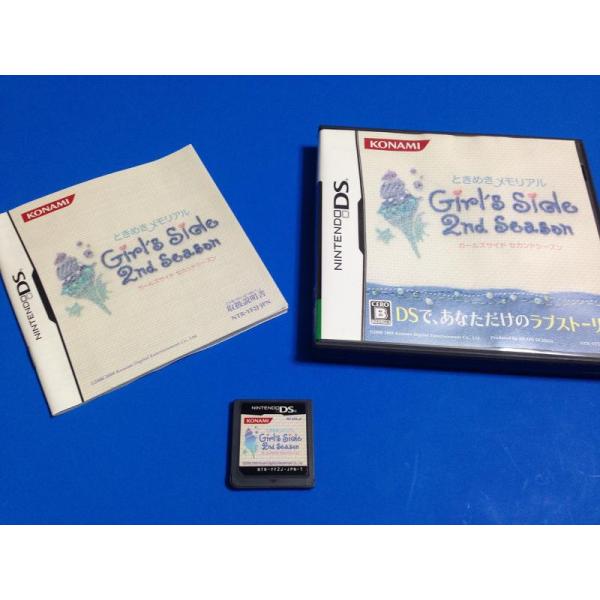 KONAMI
ときめきメモリアル
Girl's Side
2nd Season
ガールズサイド セカンドシーズン
取扱説明書
NTR-YF2J-JPN
NINTENDO DS
KONAMI
NINTENDO DS
ときめきメモリアル
Girl's Side
2nd Season
ガールズサイド セカンドシーズン
CERO
B
DSで、あなただけのラブストーリ
NINTENDO DS
KONAMI
Girl's Side
2nd Season